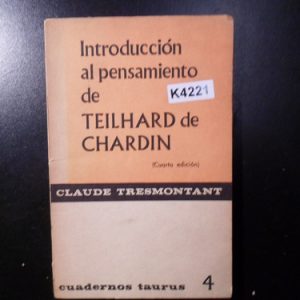 Introducción
al pensamiento
de
K4221
TEILHARD de
CHARDIN
(Cuarta edición)
CLAUDE TRESMONTANT
cuadernos taurus 4